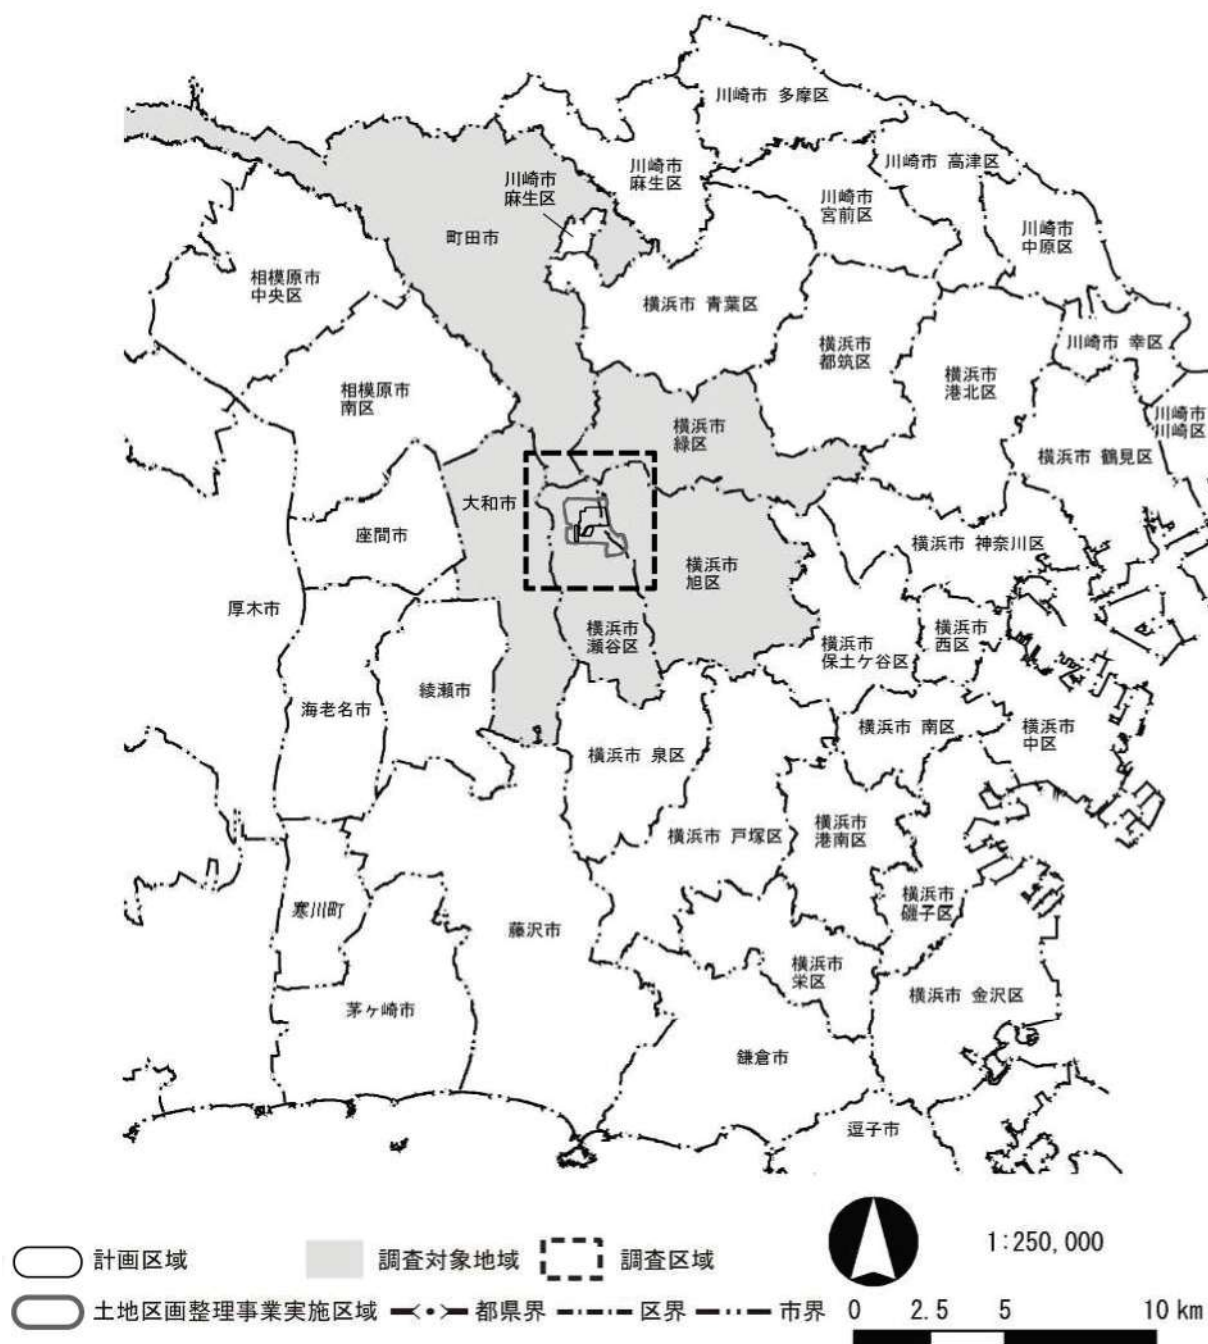 川崎市 多摩区
川崎市 高津区
川崎市
麻生区
川崎市
麻生区
川崎市
宮前区
川崎市
中原区
町田市
相模原市
中央区
横浜市 青葉区
川崎市 幸区
横浜市
都筑区
横浜市
港北区
相模原市
南区
川崎市
川崎区
横浜市
緑区
横浜市 鶴見区
大和市
座間市
横浜市 神奈川区
横浜市
旭区
厚木市
横浜市
瀬谷区
横浜市
保土ケ谷区
横浜市
西区
綾瀬市
海老名市
横浜市 南区
横浜市
中区
横浜市 泉区
横浜市 戸塚区
横浜市
港南区
寒川町
横浜市
磯子区
藤沢市
横浜市
栄区
横浜市 金沢区
茅ヶ崎市
鎌倉市
逗子市
計画区域
調査対象地域
調査区域
1:250,000
土地区画整理事業実施区域
都県界
区界
市界
0 2.5 5 10 km